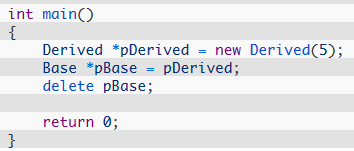 int main()
{
    Derived *pDerived = new Derived(5);
    Base *pBase = pDerived;
    delete pBase;

    return 0;
}